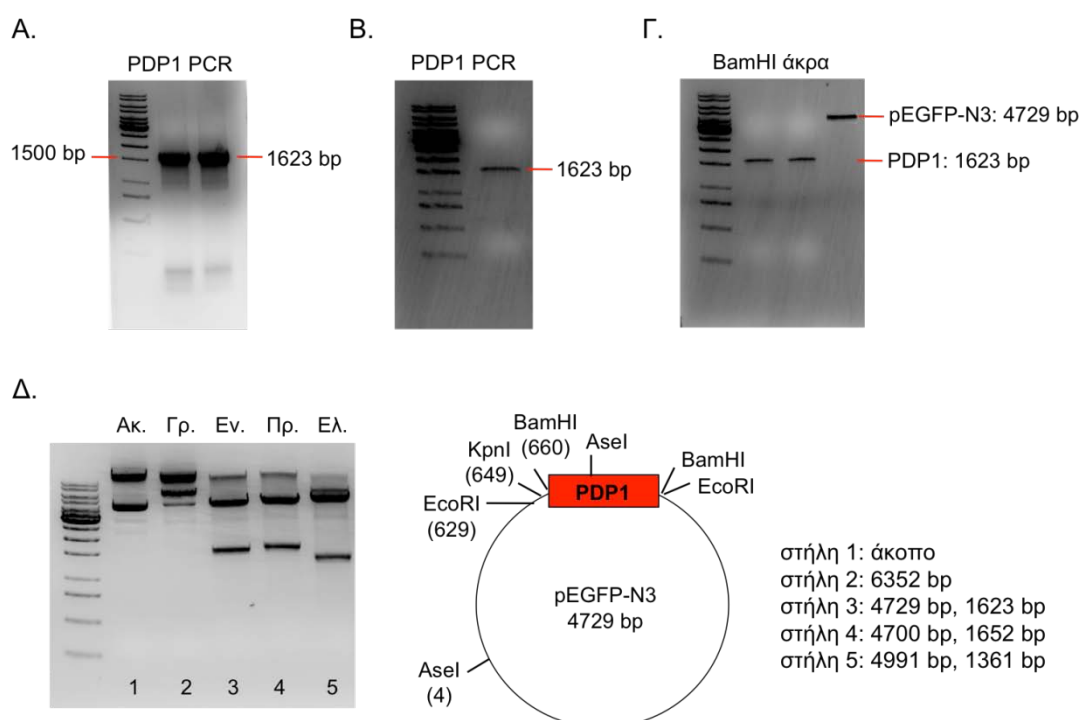 Α.
PDP1 PCR
1500 bp
1623 bp
Β.
PDP1 PCR
1623 bp
Γ.
BamHI άκρα
pEGFP-N3: 4729 bp
PDP1: 1623 bp
Δ.
Ακ. Γρ. Εν. Πρ. Ελ.
1 2 3 4 5
BamHI
(660)
AseI
KpnI
(649)
BamHI
EcoRI
EcoRI
(629)
PDP1
pEGFP-N3
4729 bp
AseI
(4)
στήλη 1: άκοπο
στήλη 2: 6352 bp
στήλη 3: 4729 bp, 1623 bp
στήλη 4: 4700 bp, 1652 bp
στήλη 5: 4991 bp, 1361 bp